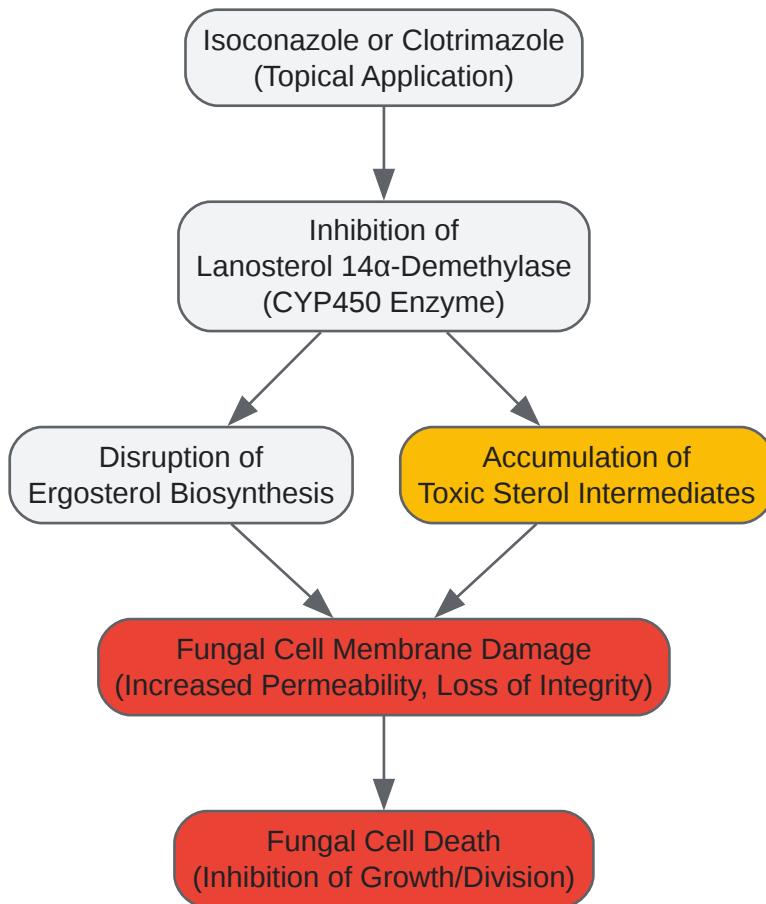 Isoconazole or Clotrimazole
(Topical Application)
Inhibition of
Lanosterol 14α-Demethylase
(CYP450 Enzyme)
Disruption of
Ergosterol Biosynthesis
Accumulation of
Toxic Sterol Intermediates
Fungal Cell Membrane Damage
(Increased Permeability, Loss of Integrity)
Fungal Cell Death
(Inhibition of Growth/Division)